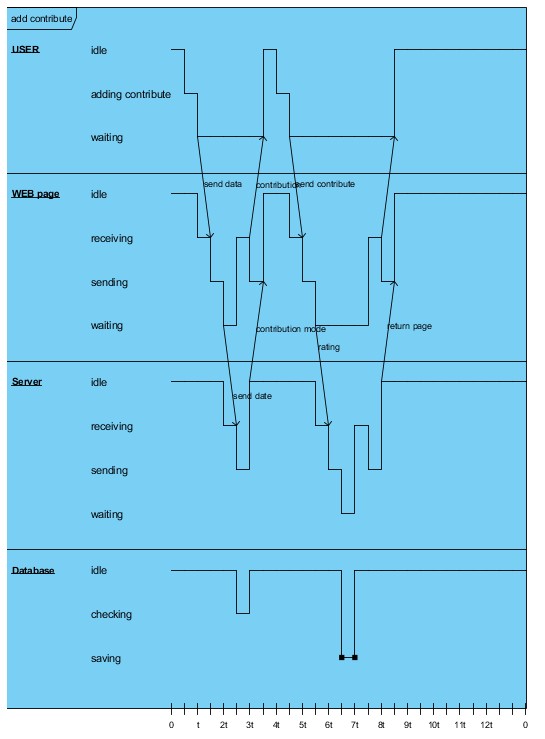 add contribute
USER
idle
adding contribute
waiting
send data
contribution
send contribute
WEB page
idle
receiving
sending
waiting
contribution mode
return page
rating
Server
idle
send date
receiving
sending
waiting
Database
idle
checking
saving
0 t 2t 3t 4t 5t 6t 7t 8t 9t 10t 11t 12t 0